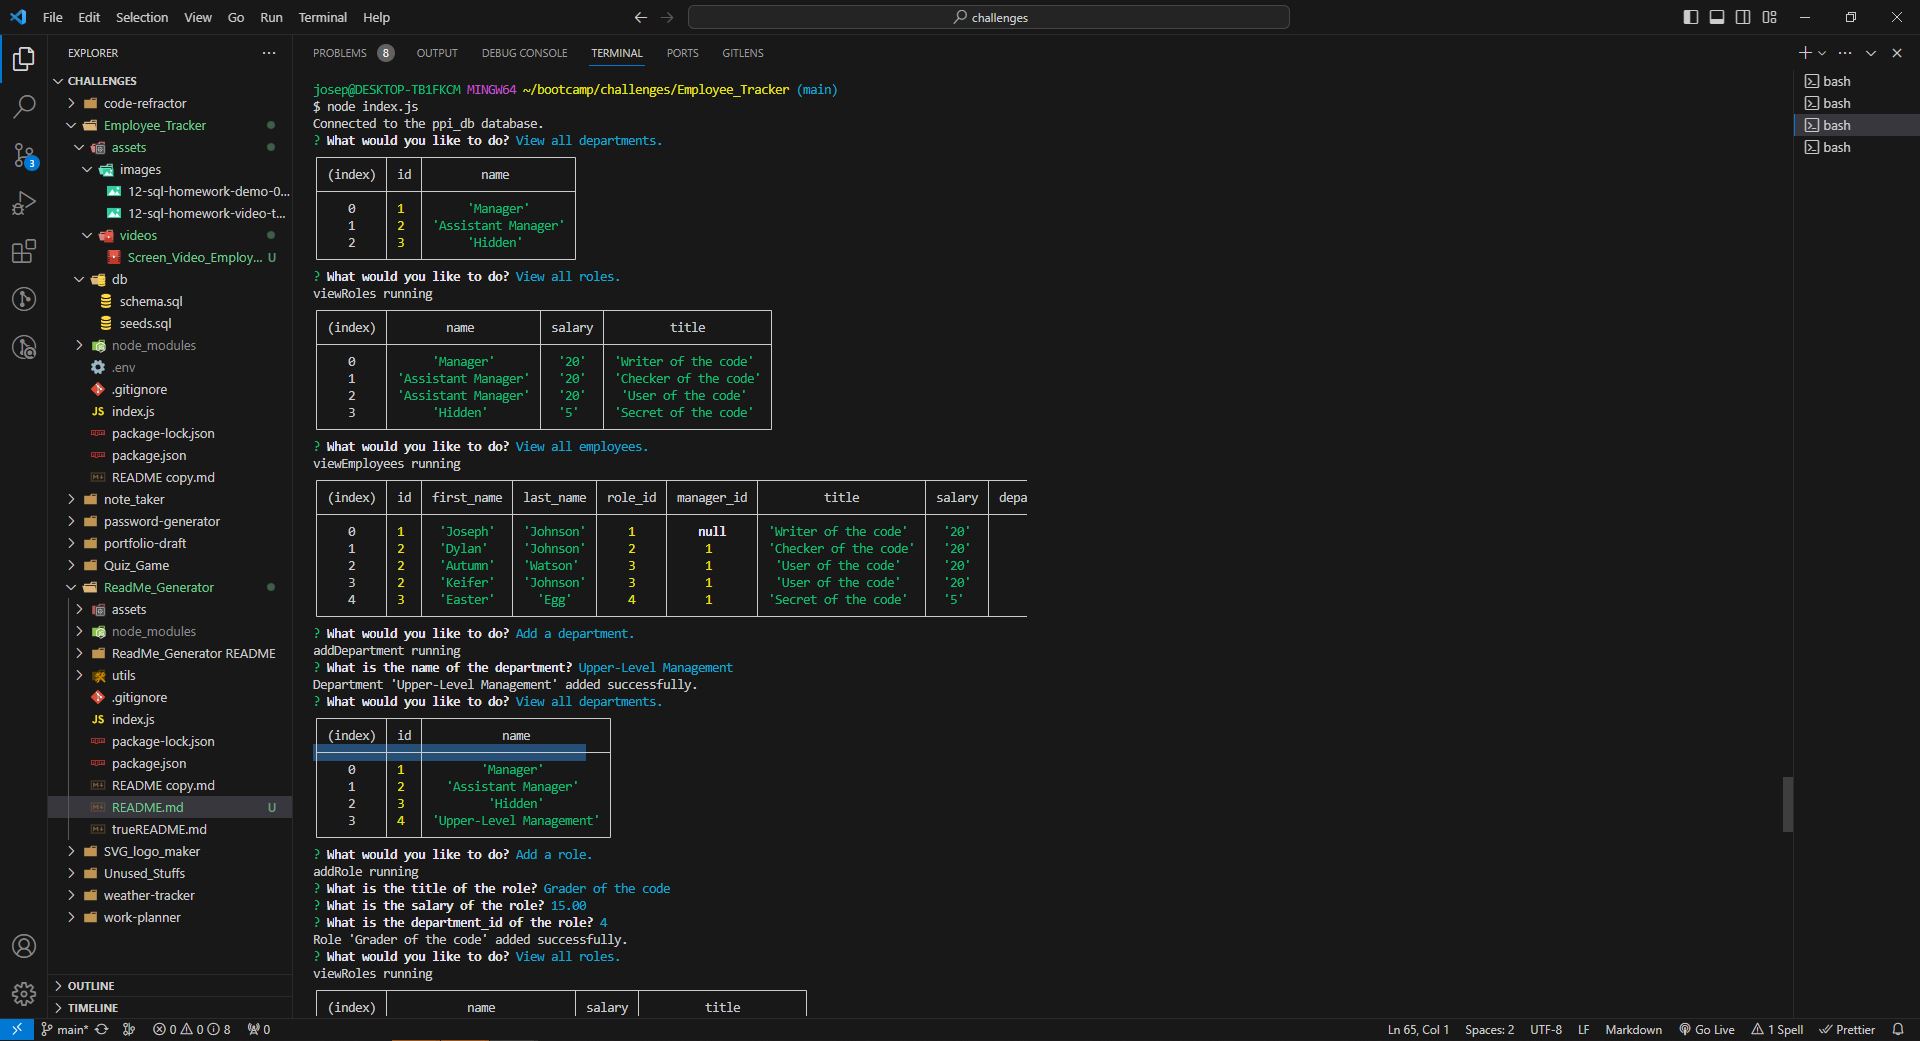 File Edit Selection View Go Run Terminal Help
challenges
EXPLORER
CHALLENGES
code-refractor
Employee_Tracker
assets
images
12-sql-homework-demo-0...
12-sql-homework-video-t...
videos
Screen_Video_Employ... U
db
schema.sql
seeds.sql
node_modules
.env
.gitignore
JS index.js
package-lock.json
package.json
README copy.md
note_taker
password-generator
portfolio-draft
Quiz_Game
ReadMe_Generator
assets
node_modules
ReadMe_Generator README
utils
.gitignore
JS index.js
package-lock.json
package.json
README copy.md
README.md U
trueREADME.md
SVG_logo_maker
Unused_Stuffs
weather-tracker
work-planner
OUTLINE
TIMELINE
3
PROBLEMS 8 OUTPUT DEBUG CONSOLE TERMINAL PORTS GITLENS
josep@DESKTOP-TB1FKCM MINGW64 ~/bootcamp/challenges/Employee_Tracker (main)
$ node index.js
Connected to the ppi_db database.
? What would you like to do? View all departments.
(index) id name
0 1 'Manager'
1 2 'Assistant Manager'
2 3 'Hidden'
? What would you like to do? View all roles.
viewRoles running
(index) name salary title
0 'Manager' '20' 'Writer of the code'
1 'Assistant Manager' '20' 'Checker of the code'
2 'Assistant Manager' '20' 'User of the code'
3 'Hidden' '5' 'Secret of the code'
? What would you like to do? View all employees.
viewEmployees running
(index) id first_name last_name role_id manager_id title salary depa
0 1 'Joseph' 'Johnson' 1 null 'Writer of the code' '20'
1 2 'Dylan' 'Johnson' 2 1 'Checker of the code' '20'
2 2 'Autumn' 'Watson' 3 1 'User of the code' '20'
3 2 'Keifer' 'Johnson' 3 1 'User of the code' '20'
4 3 'Easter' 'Egg' 4 1 'Secret of the code' '5'
? What would you like to do? Add a department.
addDepartment running
? What is the name of the department? Upper-Level Management
Department 'Upper-Level Management' added successfully.
? What would you like to do? View all departments.
(index) id name
0 1 'Manager'
1 2 'Assistant Manager'
2 3 'Hidden'
3 4 'Upper-Level Management'
? What would you like to do? Add a role.
addRole running
? What is the title of the role? Grader of the code
? What is the salary of the role? 15.00
? What is the department_id of the role? 4
Role 'Grader of the code' added successfully.
? What would you like to do? View all roles.
viewRoles running
(index) name salary title
bash
bash
bash
bash
main* 0 0 8 0
Ln 65, Col 1 Spaces: 2 UTF-8 LF Markdown Go Live 1 Spell Prettier